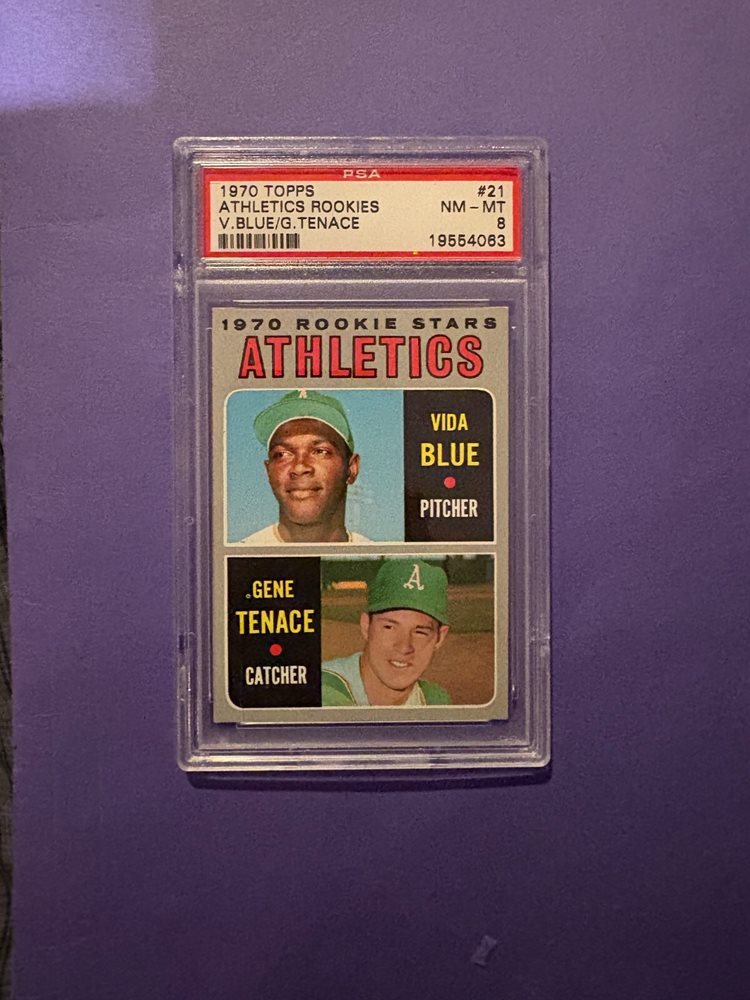 PSA
1970 TOPPS #21
ATHLETICS ROOKIES NM - MT
V.BLUE/G.TENACE 8
19554063
1970 ROOKIE STARS
ATHLETICS
A
VIDA
BLUE
PITCHER
GENE
TENACE
CATCHER
A